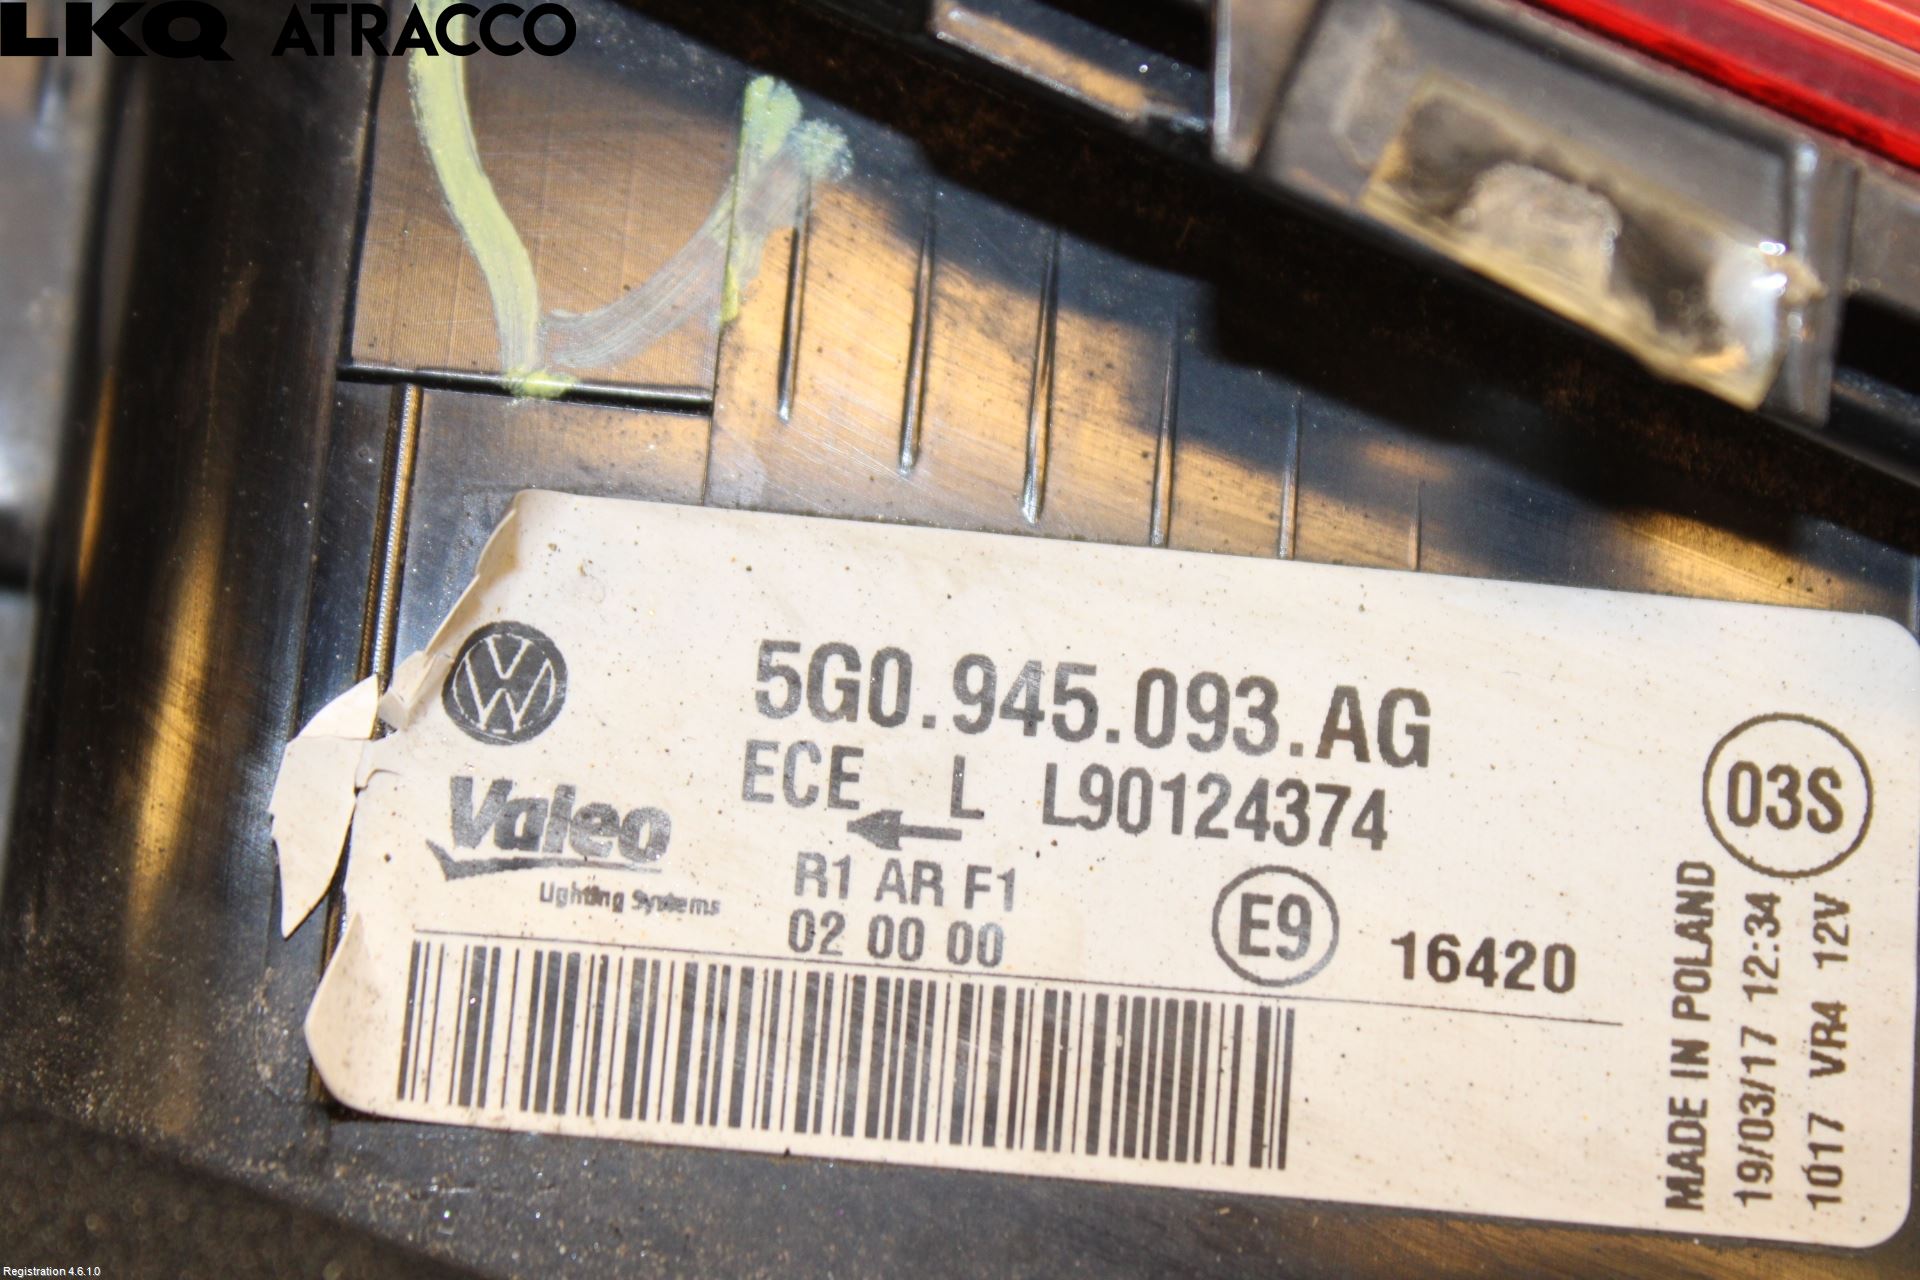 LKQ ATRACCO
5G0.945.093.AG
ECE L L90124374
Valeo
Lighting Systems
R1 AR F1
02 00 00
E9
16420
03S
MADE IN POLAND
19/03/17 12:34
1017 VR4 12V
Registration 4.6.1.0